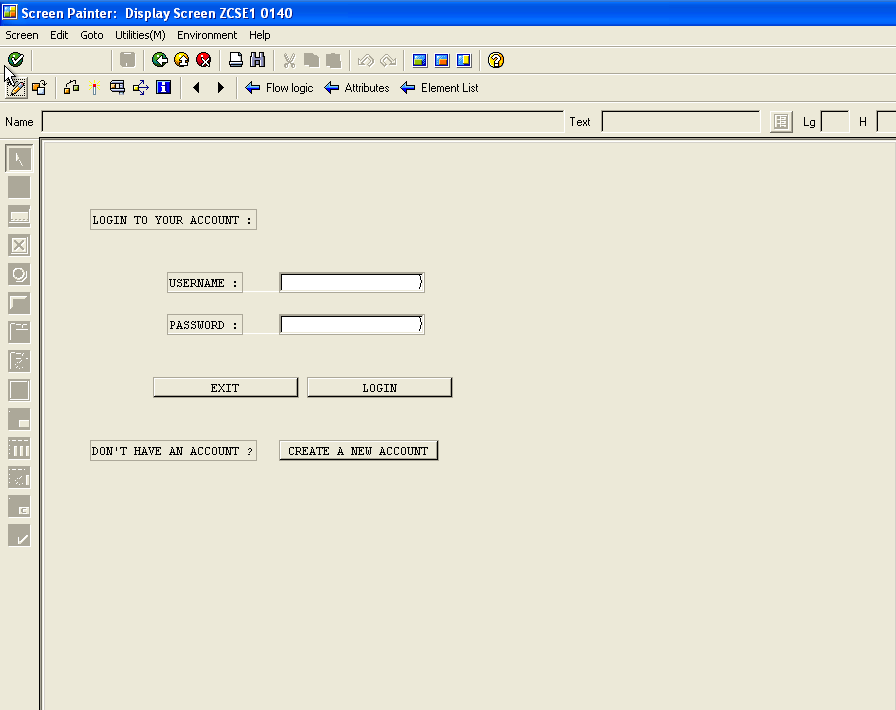 Screen Painter: Display Screen ZCSE1 0140
Screen Edit Goto Utilities(M) Environment Help
Flow logic Attributes Element List
Name Text Lg H
LOGIN TO YOUR ACCOUNT :
USERNAME :
PASSWORD :
EXIT LOGIN
DON'T HAVE AN ACCOUNT ? CREATE A NEW ACCOUNT